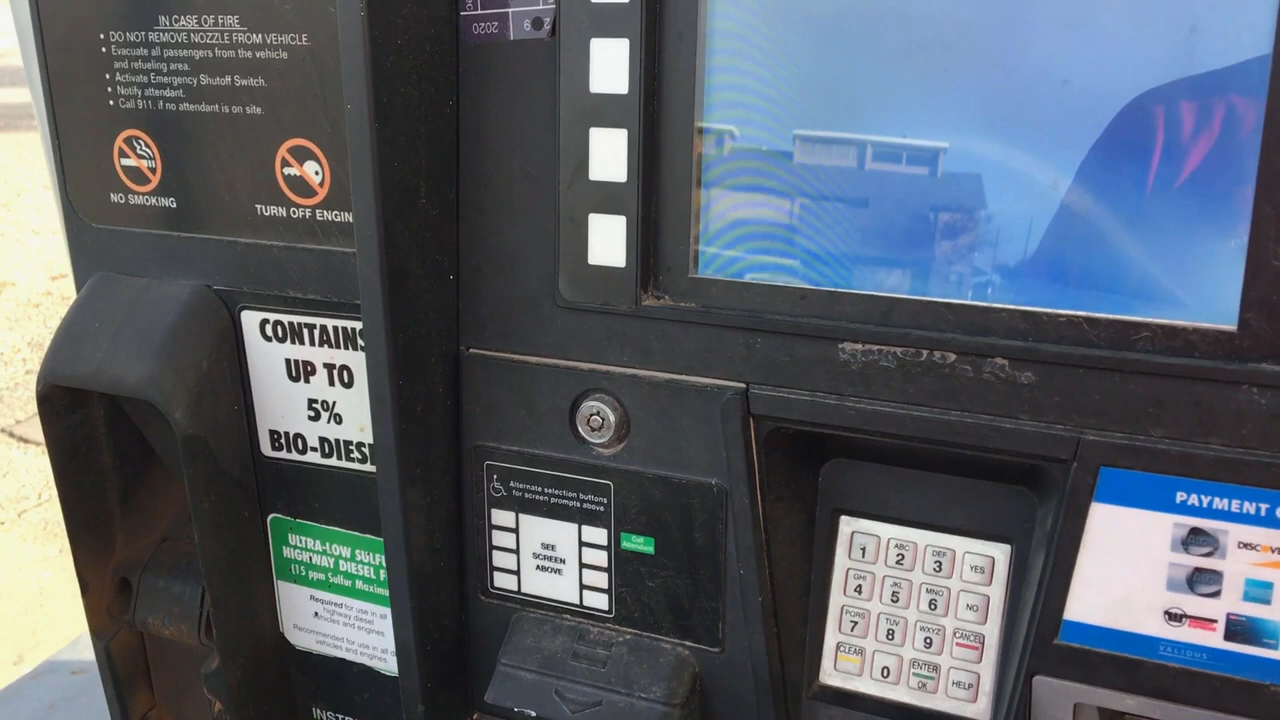 IN CASE OF FIRE
• DO NOT REMOVE NOZZLE FROM VEHICLE.
• Evacuate all passengers from the vehicle
and refueling area.
• Activate Emergency Shutoff Switch.
• Notify attendant.
• Call 911, if no attendant is on site.
NO SMOKING
TURN OFF ENGIN
2020
9
CONTAINS
UP TO
5%
BIO-DIES
ULTRA-LOW SULF
HIGHWAY DIESEL F
(15 ppm Sulfur Maximu
Required for use in all
highway diesel
vehicles and engines.
Recommended for use in all d
vehicles and engines.
INSTR
Alternate selection buttons
for screen prompts above
SEE
SCREEN
ABOVE
Call
Attendant
1 ABC 2 DEF 3 YES
GHI 4 JKL 5 MNO 6 NO
PQRS 7 TUV 8 WXYZ 9 CANCEL
CLEAR 0 ENTER OK HELP
PAYMENT
DISCOV
VALIDUS